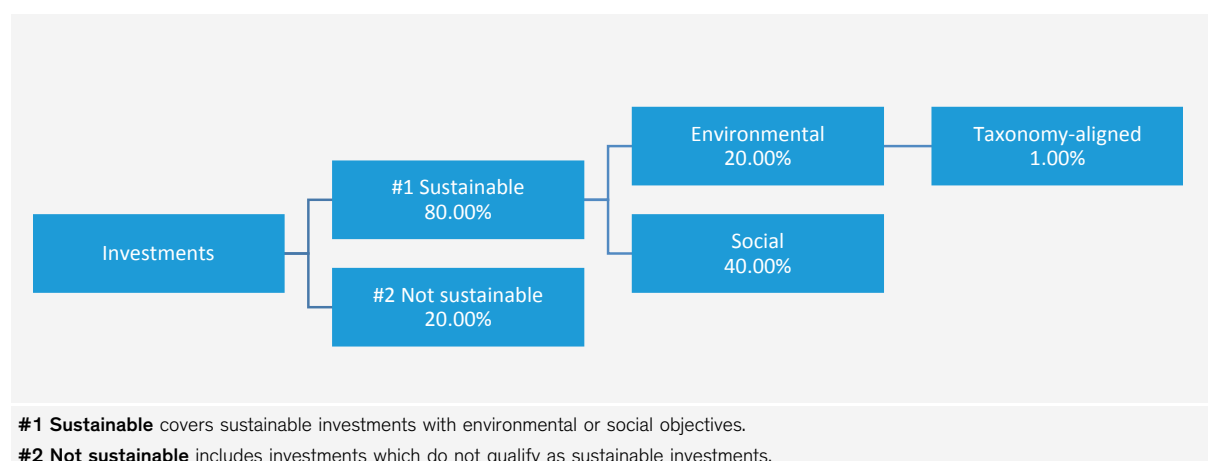 Investments
#1 Sustainable
80.00%
#2 Not sustainable
20.00%
Environmental
20.00%
Social
40.00%
Taxonomy-aligned
1.00%
#1 Sustainable covers sustainable investments with environmental or social objectives.
#2 Not sustainable includes investments which do not qualify as sustainable investments.